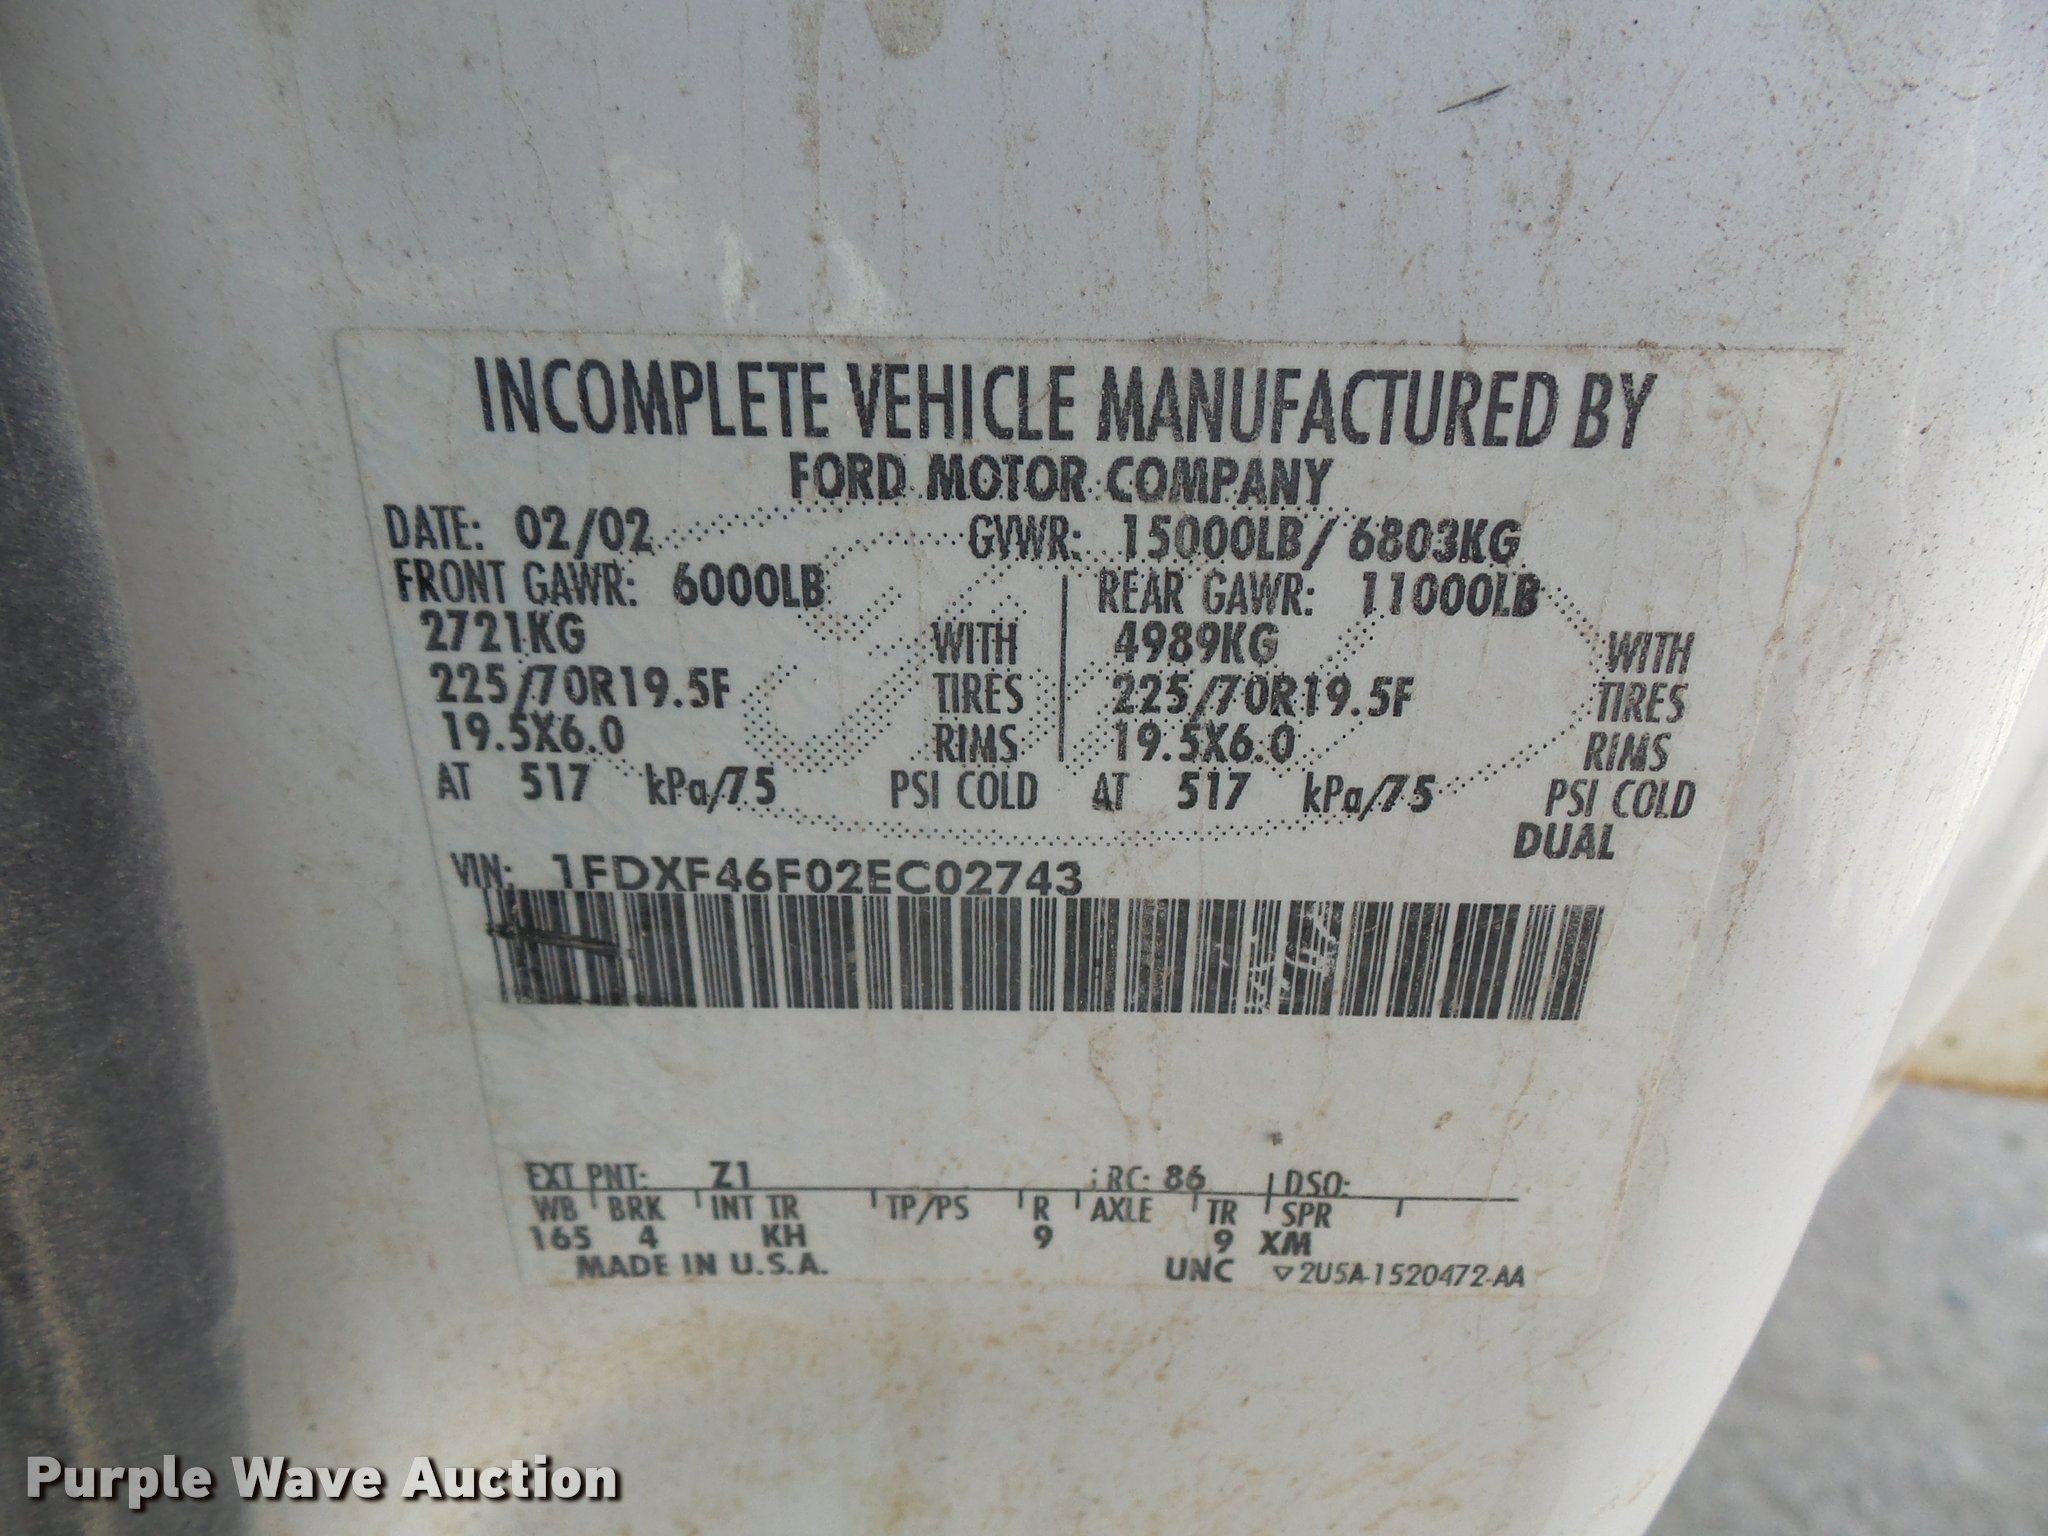 INCOMPLETE VEHICLE MANUFACTURED BY
FORD MOTOR COMPANY
DATE: 02/02 GVWR: 15000LB/ 6803KG
FRONT GAWR: 6000LB REAR GAWR: 11000LB
2721KG WITH 4989KG WITH
225/70R19.5F TIRES 225/70R19.5F TIRES
19.5X6.0 RIMS 19.5X6.0 RIMS
AT 517 kPa/75 PSI COLD AT 517 kPa/75 PSI COLD
DUAL
VIN: 1FDXF46F02EC02743
EXT PNT: Z1 RC: 86 DSO:
WB BRK INT TR TP/PS R AXLE TR SPR
165 4 KH 9 9 XM
MADE IN U.S.A. UNC ▽2U5A-1520472-AA
Purple Wave Auction